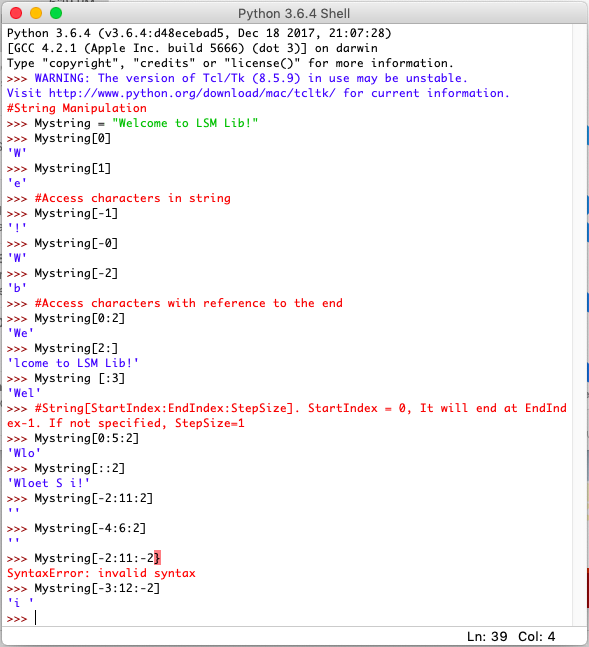 Python 3.6.4 Shell
Python 3.6.4 (v3.6.4:d48ecebad5, Dec 18 2017, 21:07:28)
[GCC 4.2.1 (Apple Inc. build 5666) (dot 3)] on darwin
Type "copyright", "credits" or "license()" for more information.
>>> WARNING: The version of Tcl/Tk (8.5.9) in use may be unstable.
Visit http://www.python.org/download/mac/tcltk/ for current information.
#String Manipulation
>>> Mystring = "Welcome to LSM Lib!"
>>> Mystring[0]
'W'
>>> Mystring[1]
'e'
>>> #Access characters in string
>>> Mystring[-1]
'!'
>>> Mystring[-0]
'W'
>>> Mystring[-2]
'b'
>>> #Access characters with reference to the end
>>> Mystring[0:2]
'We'
>>> Mystring[2:]
'lcome to LSM Lib!'
>>> Mystring [:3]
'Wel'
>>> #String[StartIndex:EndIndex:StepSize]. StartIndex = 0, It will end at EndInd
ex-1. If not specified, StepSize=1
>>> Mystring[0:5:2]
'Wlo'
>>> Mystring[::2]
'Wloet S i!'
>>> Mystring[-2:11:2]
''
>>> Mystring[-4:6:2]
''
>>> Mystring[-2:11:-2}
SyntaxError: invalid syntax
>>> Mystring[-3:12:-2]
'i '
>>>
Ln: 39 Col: 4